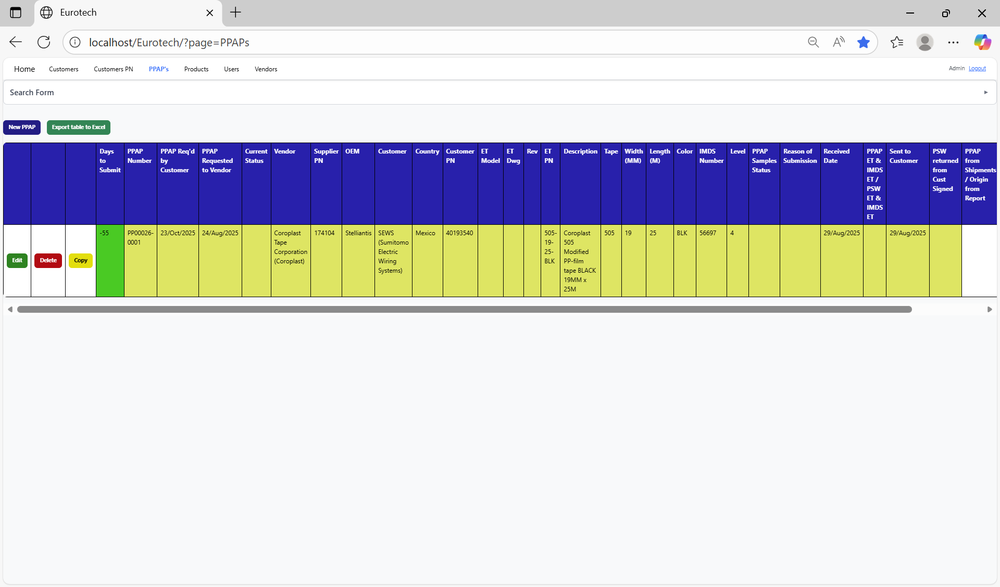 Eurotech
localhost/Eurotech/?page=PPAPs
Home Customers Customers PN PPAP's Products Users Vendors Admin Logout
Search Form
New PPAP Export table to Excel
Days
to
Submit
PPAP
Number
PPAP Req'd
by
Customer
PPAP
Requested
to Vendor
Current
Status
Vendor
Supplier
PN
OEM
Customer
Country
Customer
PN
ET
Model
ET
Dwg
Rev
ET
PN
Description
Tape
Width
(MM)
Length
(M)
Color
IMDS
Number
Level
PPAP
Samples
Status
Reason of
Submission
Received
Date
PPAP
ET &
IMDS
ET /
PSW
ET &
IMDS
ET
Sent to
Customer
PSW
returned
from
Cust
Signed
PPAP
from
Shipments
/ Origin
from
Report
Edit
Delete
Copy
-55
PP00026-
0001
23/Oct/2025
24/Aug/2025
Coroplast
Tape
Corporation
(Coroplast)
174104
Stelliantis
SEWS
(Sumitomo
Electric
Wiring
Systems)
Mexico
40193540
505-
19-
25-
BLK
Coroplast
505
Modified
PP-film
tape BLACK
19MM x
25M
505
19
25
BLK
56697
4
29/Aug/2025
29/Aug/2025